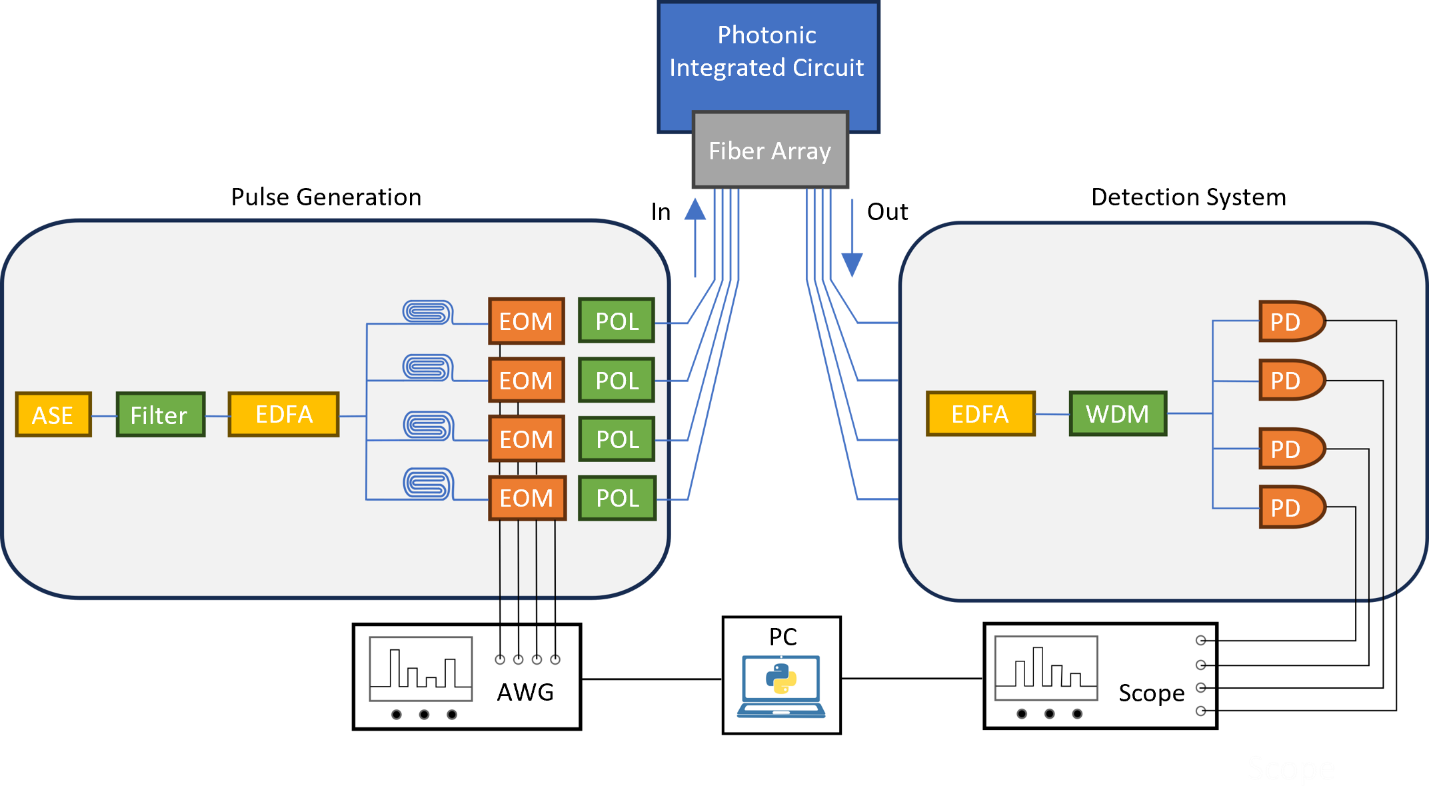 Photonic
Integrated Circuit
Fiber Array
Pulse Generation
In
Out
Detection System
EOM
POL
EOM
POL
EOM
POL
EOM
POL
ASE
Filter
EDFA
EDFA
WDM
PD
PD
PD
PD
AWG
PC
Scope